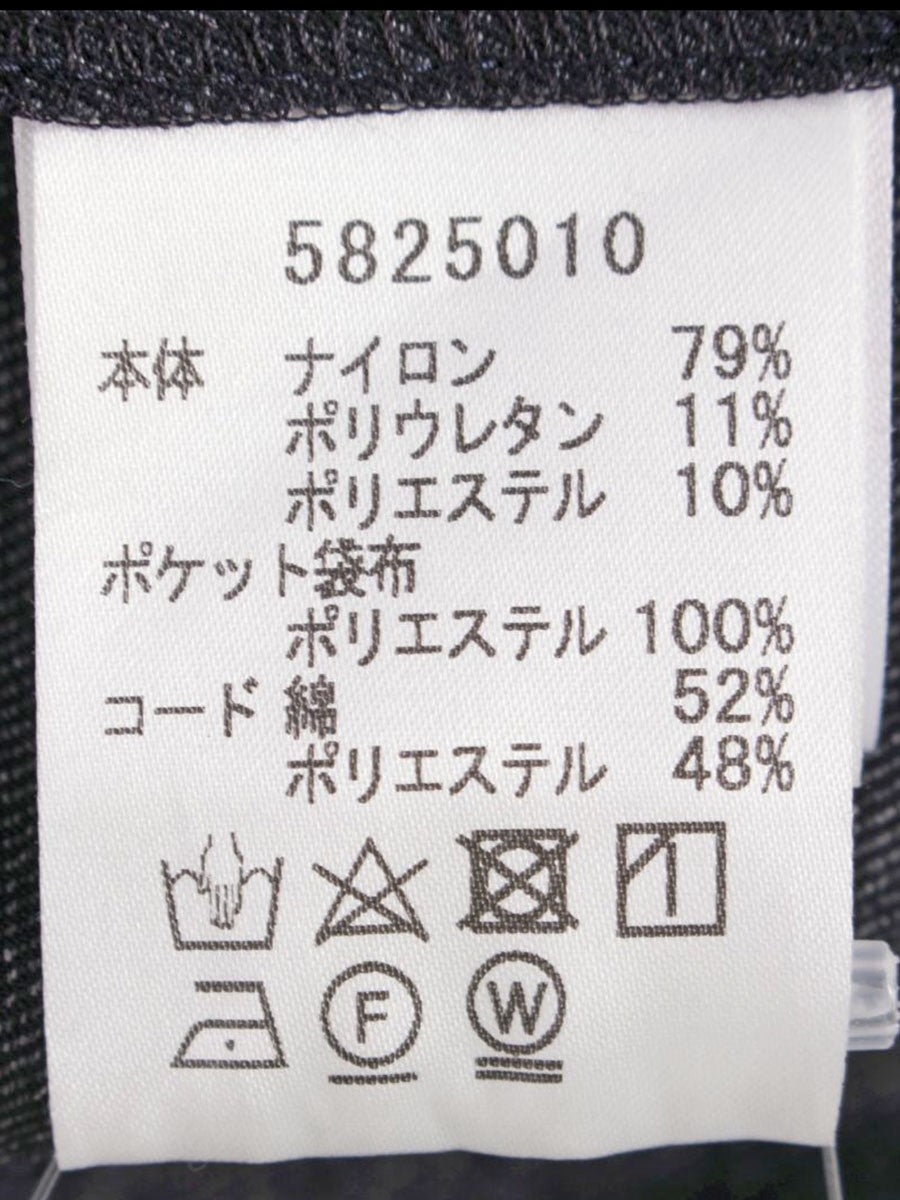 5825010
本体 ナイロン 79%
ポリウレタン 11%
ポリエステル 10%
ポケット袋布
ポリエステル 100%
コード 綿 52%
ポリエステル 48%
F W